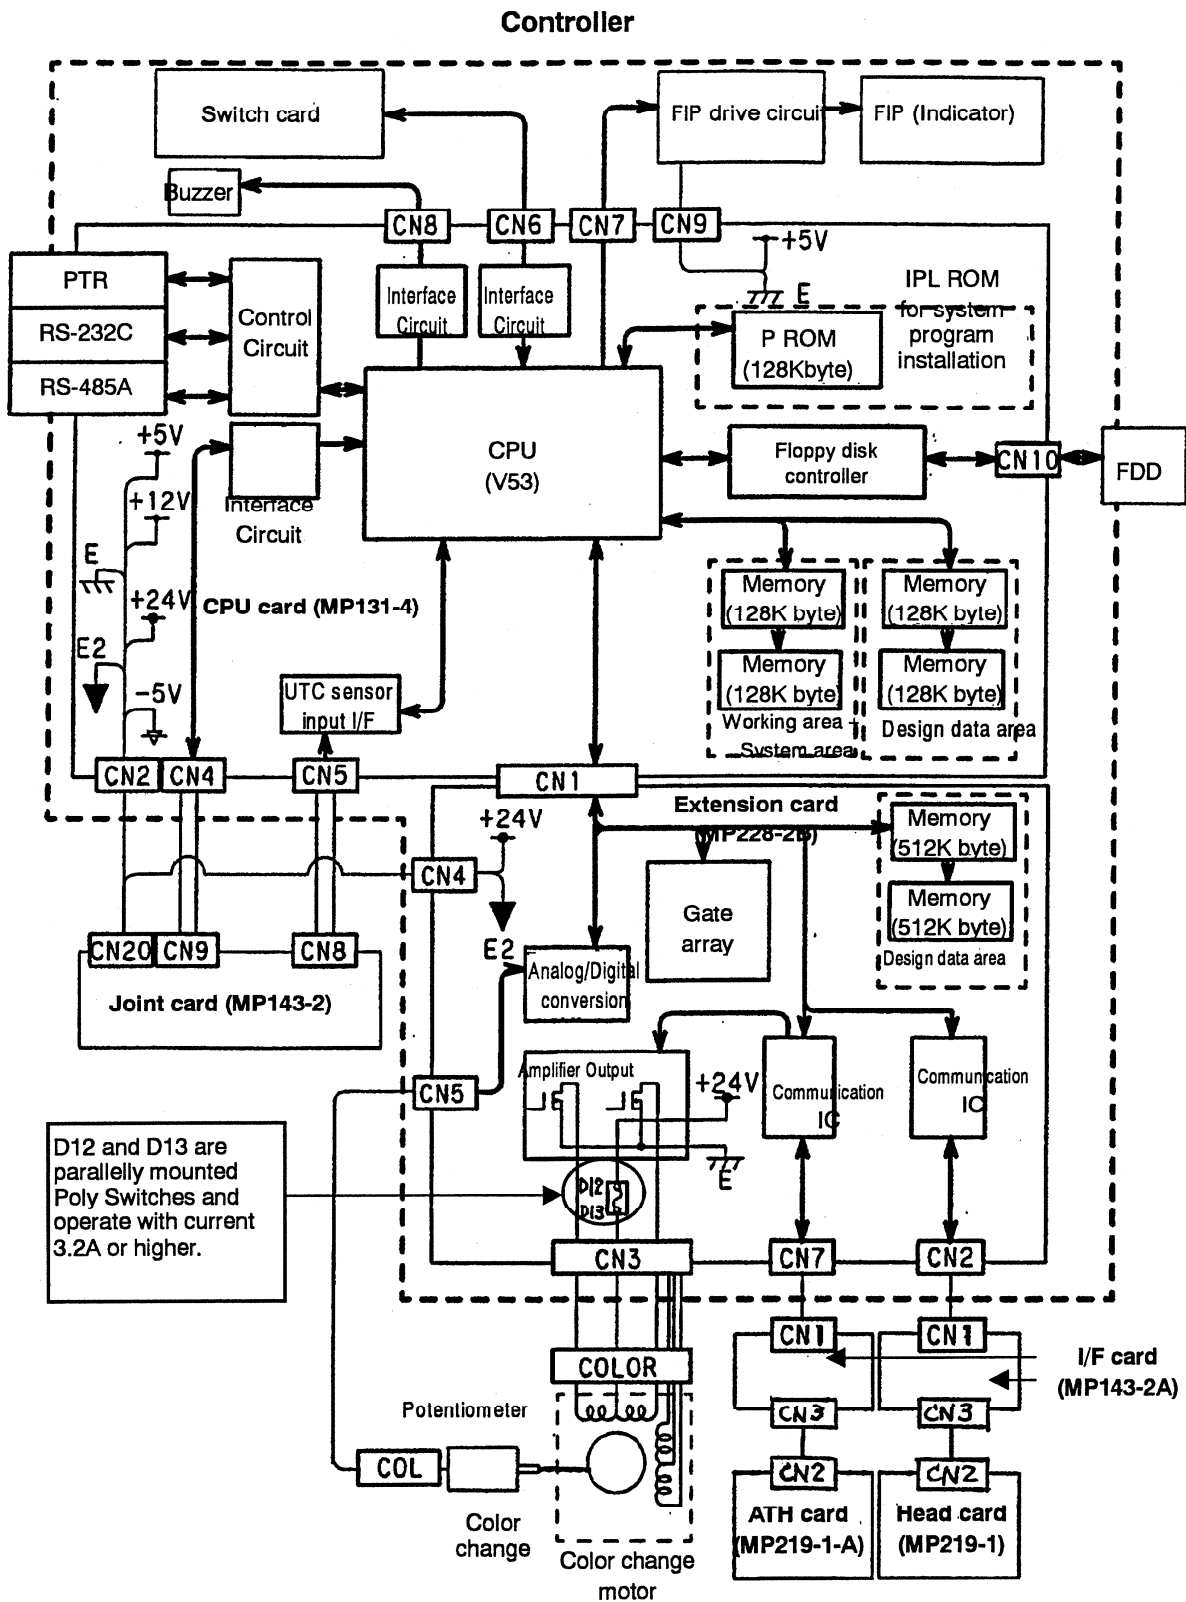 Controller
Switch card
FIP drive circuit
FIP (Indicator)
Buzzer
CN8
CN6
CN7
CN9
+5V
E
PTR
RS-232C
RS-485A
Control
Circuit
Interface
Circuit
Interface
Circuit
IPL ROM
for system
program
installation
P ROM
(128Kbyte)
CPU
(V53)
Floppy disk
controller
CN10
FDD
Interface
Circuit
+5V
+12V
E
+24V
E2
-5V
CPU card (MP131-4)
UTC sensor
input I/F
Memory
(128K byte)
Memory
(128K byte)
Working area -
System area
Memory
(128K byte)
Memory
(128K byte)
Design data area
CN2
CN4
CN5
CN1
Extension card
(MP228-2B)
+24V
CN4
E2
Gate
array
Memory
(512K byte)
Memory
(512K byte)
Design data area
CN20
CN9
CN8
Joint card (MP143-2)
Analog/Digital
conversion
CN5
Amplifier Output
+24V
E
Communication
IC
Communication
IC
D12 and D13 are
parallelly mounted
Poly Switches and
operate with current
3.2A or higher.
D12
D13
CN3
CN7
CN2
CN1
CN1
I/F card
(MP143-2A)
COLOR
CN3
CN3
Potentiometer
COL
Color
change
Color change
motor
CN2
ATH card
(MP219-1-A)
CN2
Head card
(MP219-1)